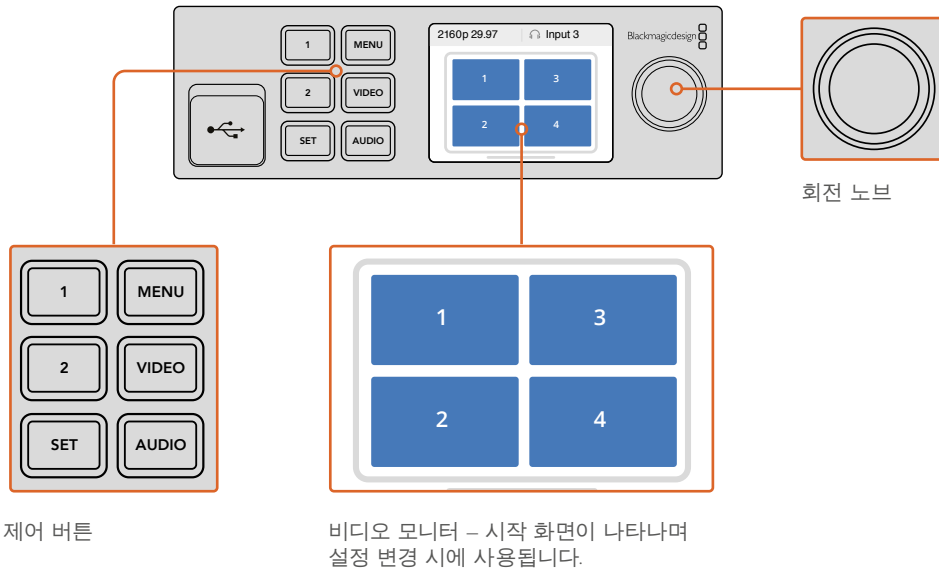 1
MENU
2
VIDEO
SET
AUDIO
2160p 29.97
Input 3
1
3
2
4
Blackmagicdesign
회전 노브
1
MENU
2
VIDEO
SET
AUDIO
제어 버튼
1
3
2
4
비디오 모니터 – 시작 화면이 나타나며
설정 변경 시에 사용됩니다.